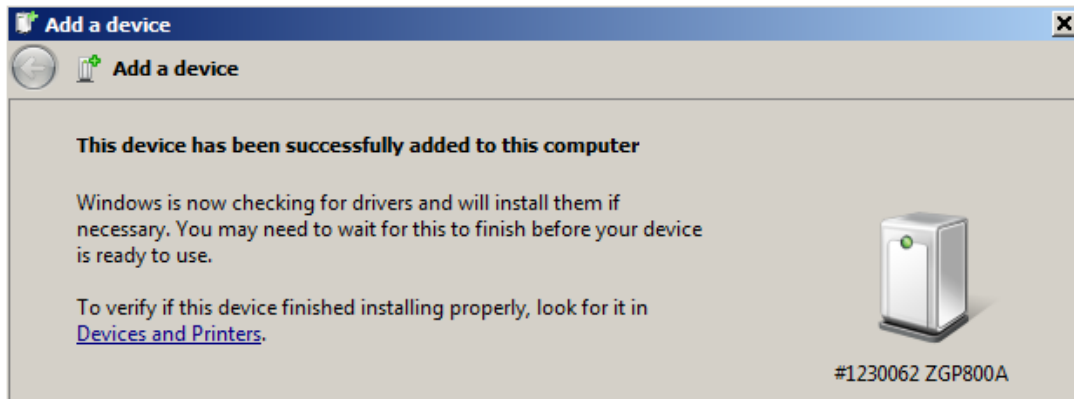 Add a device
Add a device
This device has been successfully added to this computer
Windows is now checking for drivers and will install them if
necessary. You may need to wait for this to finish before your device
is ready to use.
To verify if this device finished installing properly, look for it in
Devices and Printers.
#1230062 ZGP800A